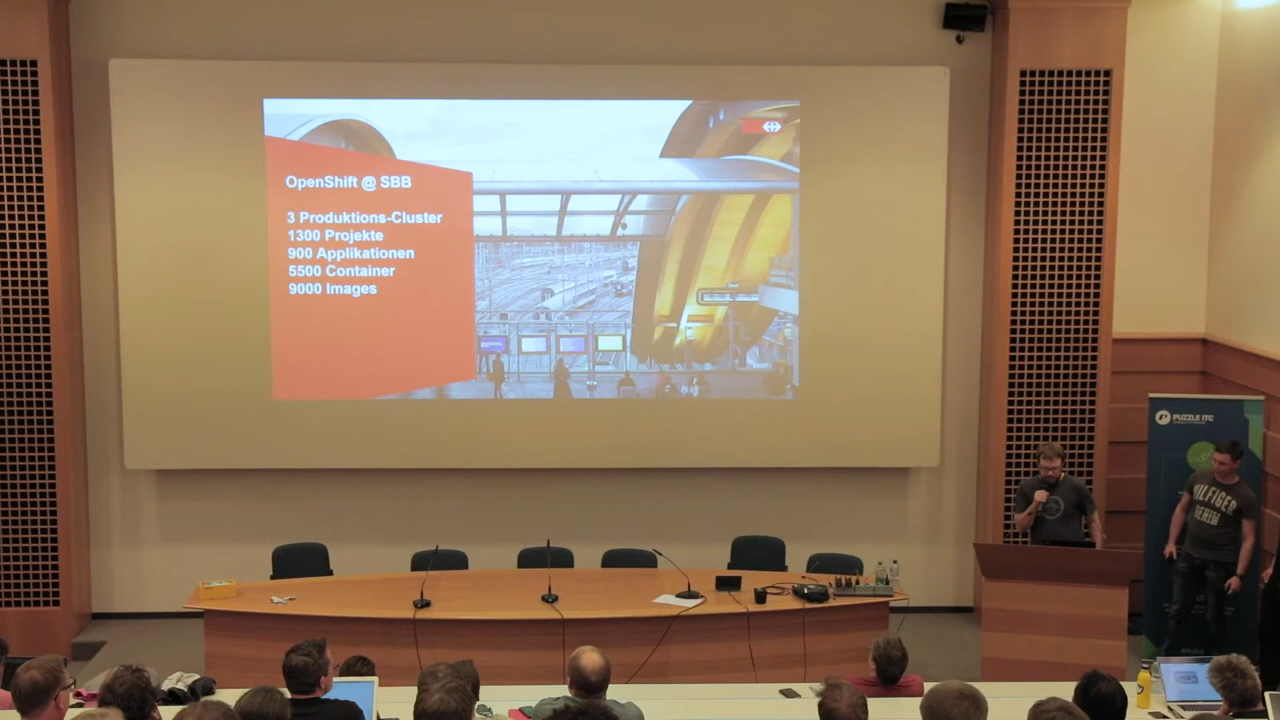 OpenShift @ SBB
3 Produktions-Cluster
1300 Projekte
900 Applikationen
5500 Container
9000 Images
PUZZLE ITC
HILFIGER
DENIM